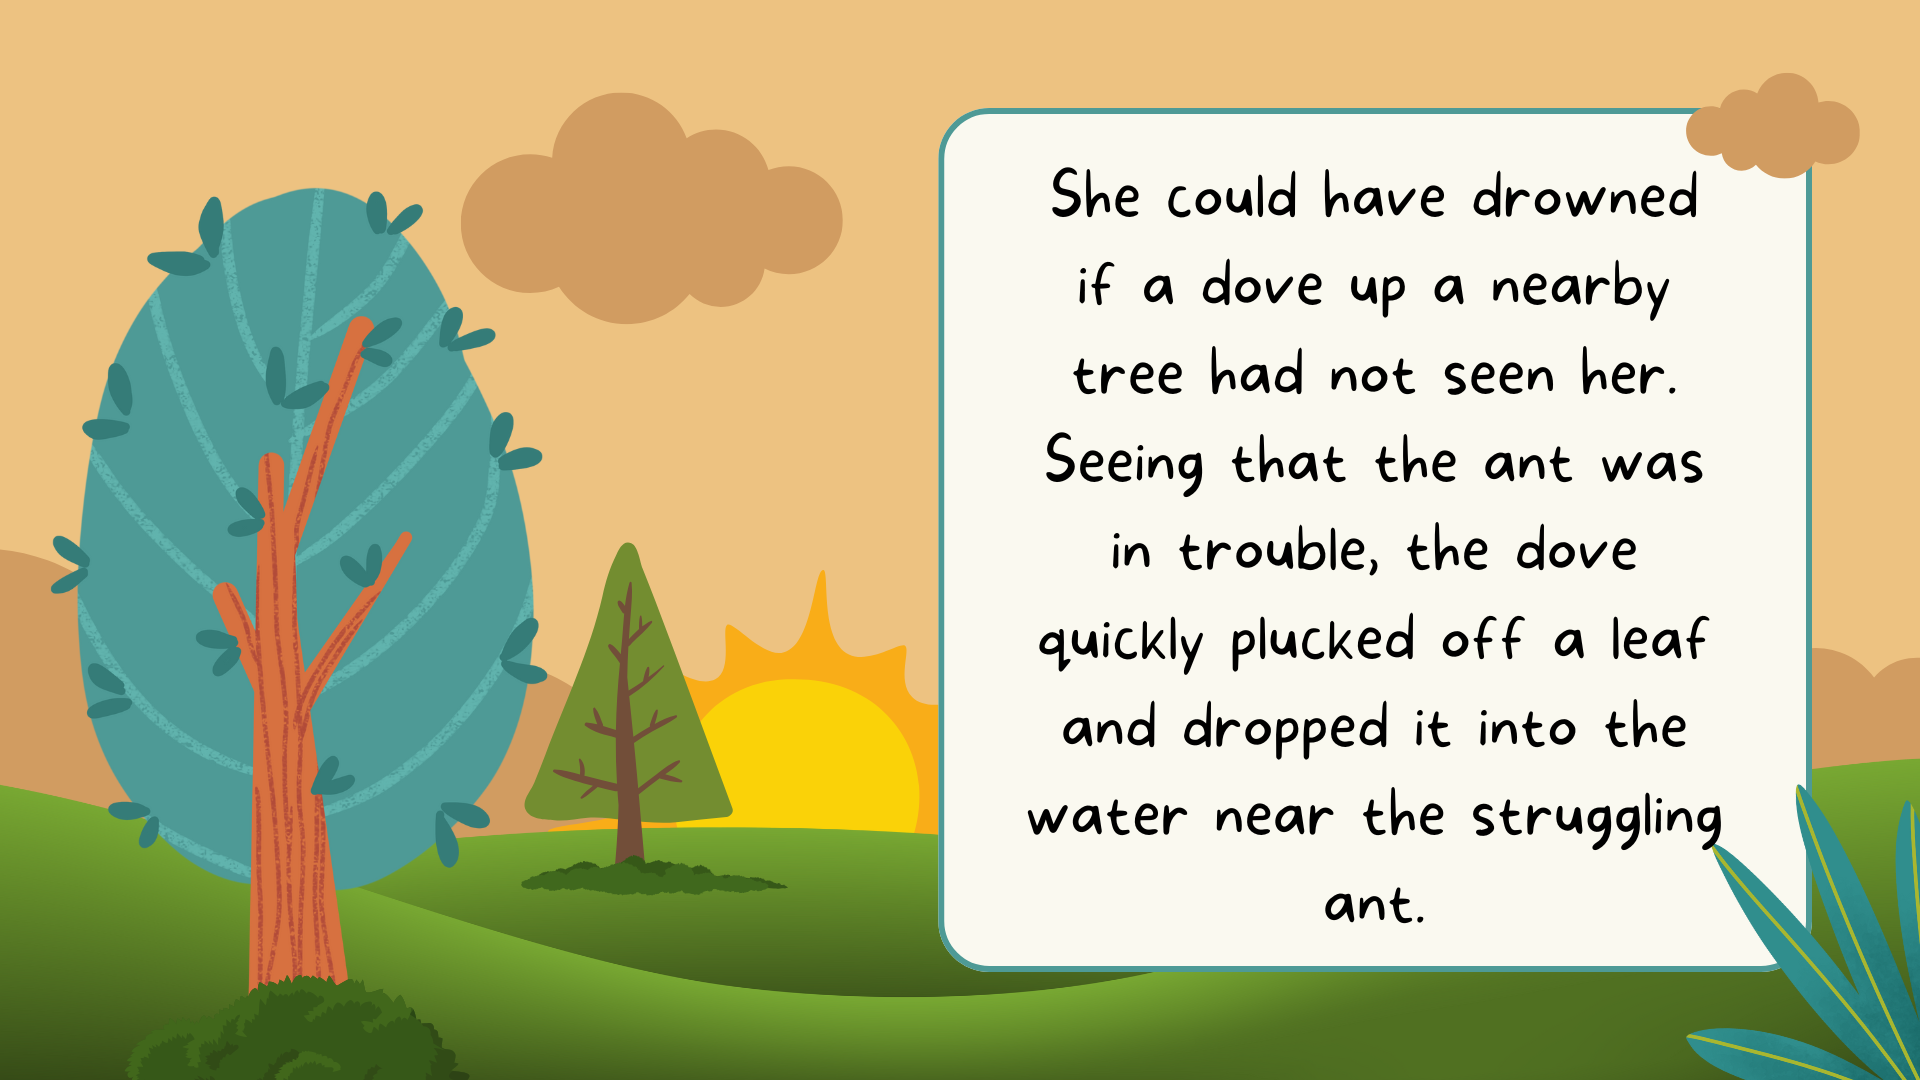 She could have drowned
if a dove up a nearby
tree had not seen her.
Seeing that the ant was
in trouble, the dove
quickly plucked off a leaf
and dropped it into the
water near the struggling
ant.